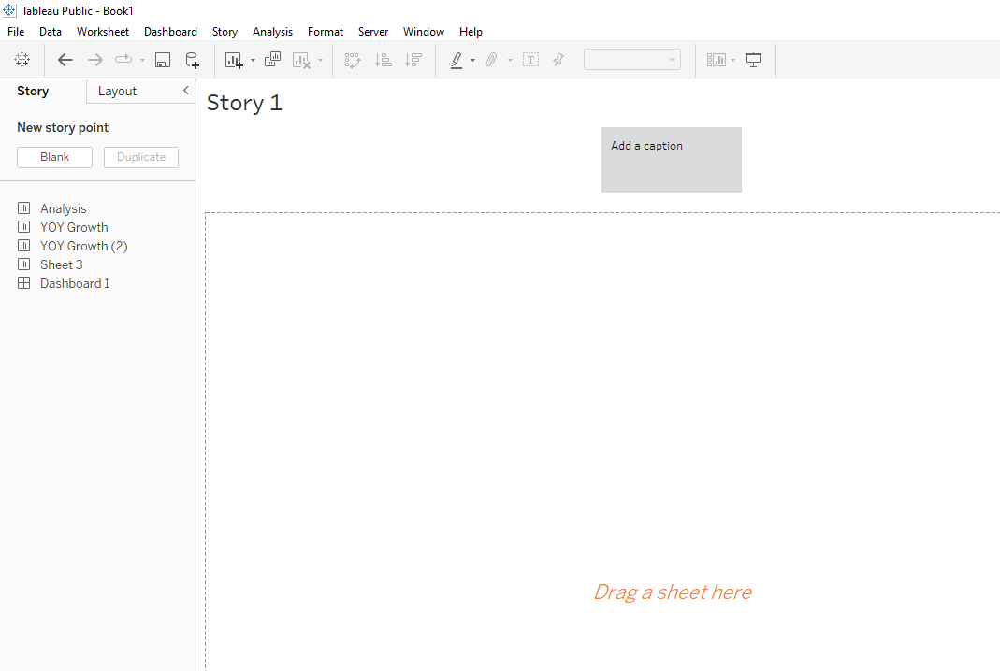 Tableau Public - Book1
File Data Worksheet Dashboard Story Analysis Format Server Window Help
Story Layout
New story point
Blank Duplicate
Analysis
YOY Growth
YOY Growth (2)
Sheet 3
Dashboard 1
Story 1
Add a caption
Drag a sheet here